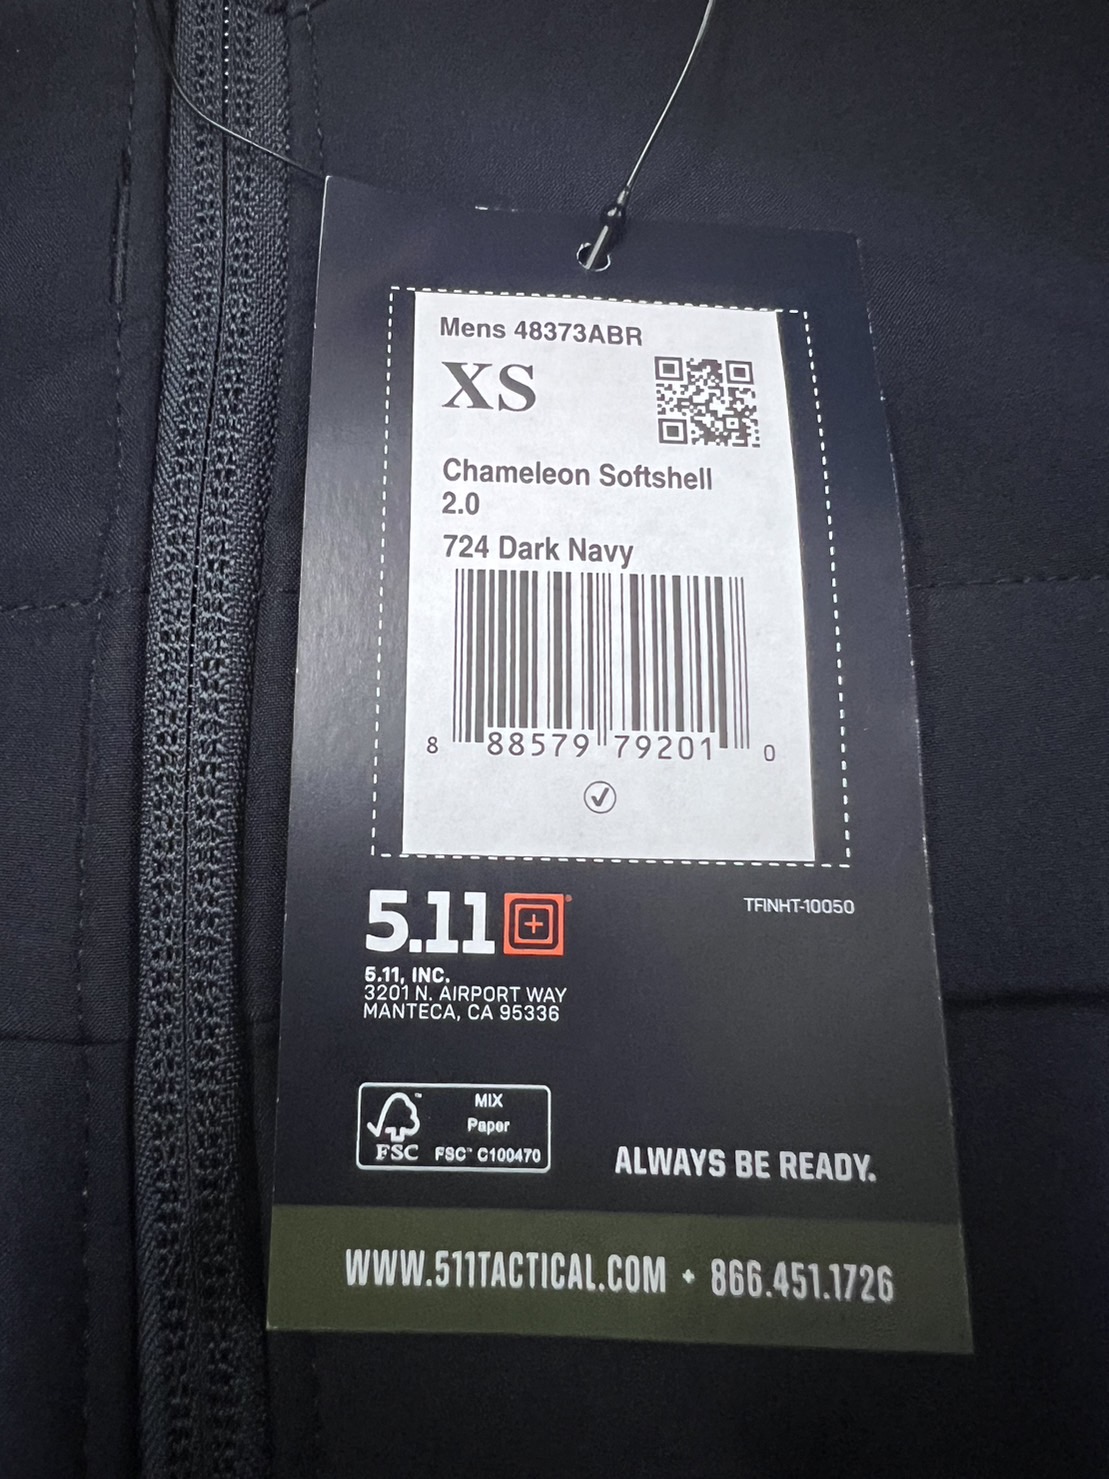 Mens 48373ABR
XS
Chameleon Softshell
2.0
724 Dark Navy
8 88579 79201 0
5.11®
TFINHT-10050
5.11, INC.
3201 N. AIRPORT WAY
MANTECA, CA 95336
MIX
Paper
FSC™ C100470
FSC
ALWAYS BE READY.
WWW.511TACTICAL.COM • 866.451.1726